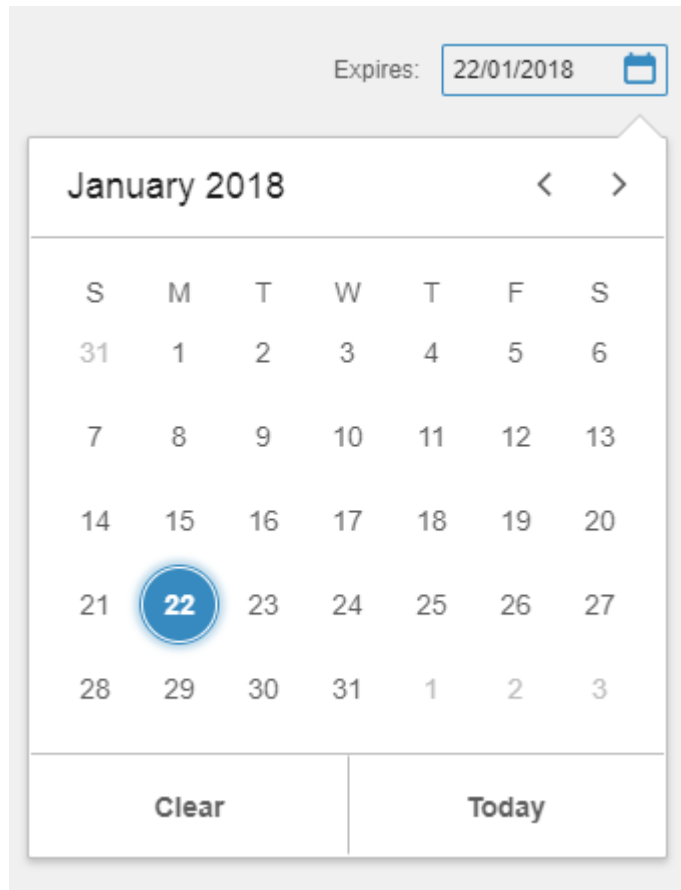 Expires: 22/01/2018
January 2018 < >
S M T W T F S
31 1 2 3 4 5 6
7 8 9 10 11 12 13
14 15 16 17 18 19 20
21 22 23 24 25 26 27
28 29 30 31 1 2 3
Clear Today